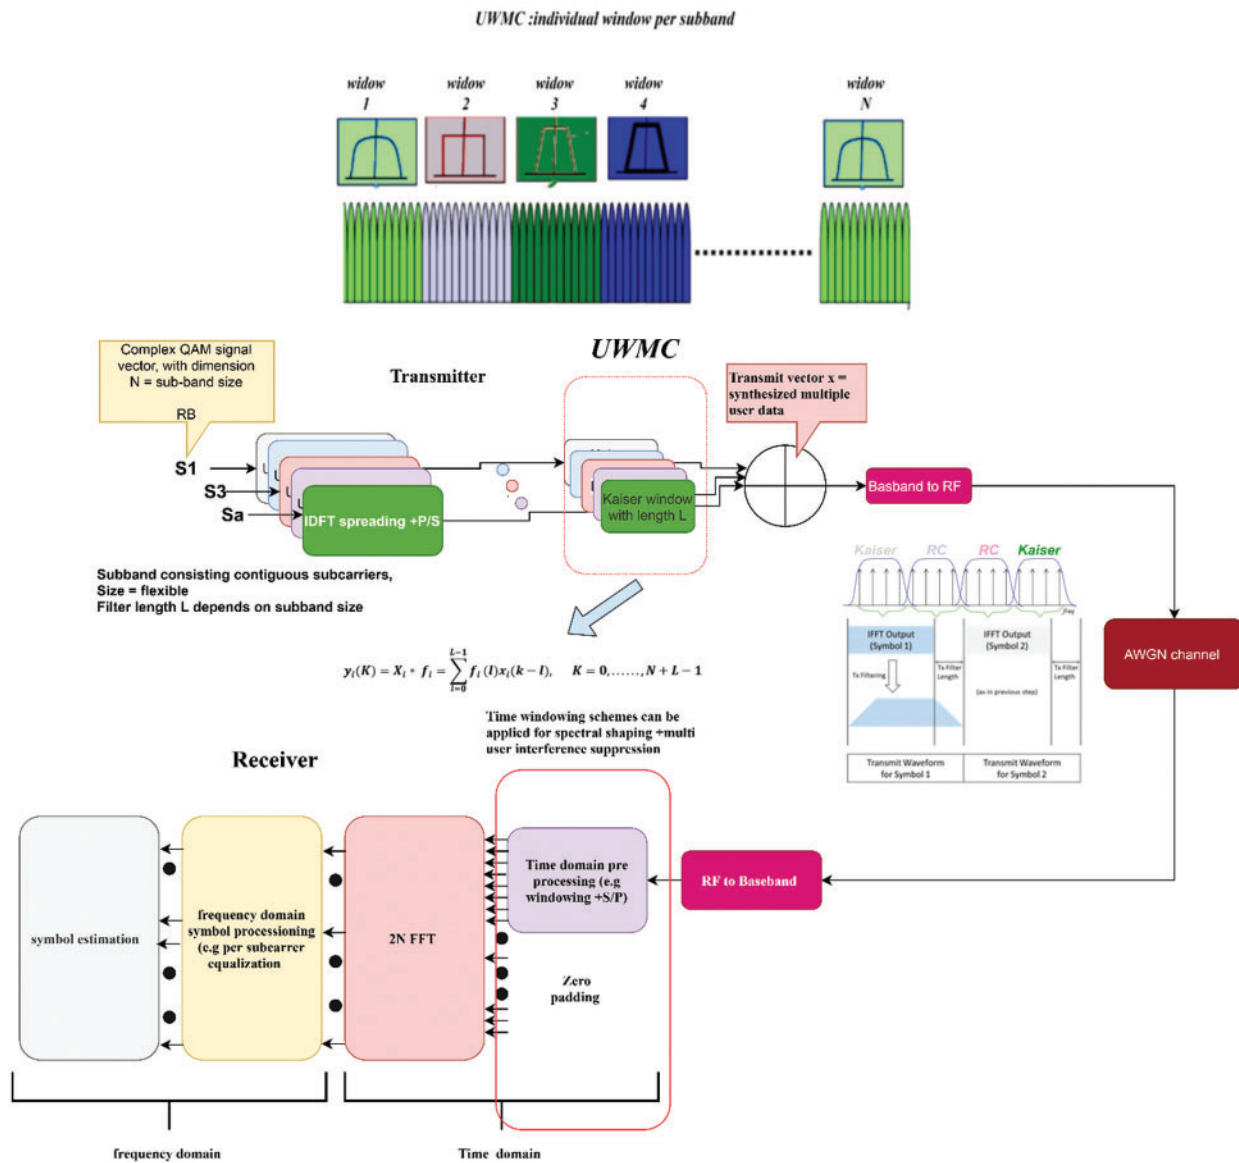 UWMC :individual window per subband
widow
1
widow
2
widow
3
widow
4
widow
N
Complex QAM signal
vector, with dimension
N = sub-band size
RB
Transmitter
UWMC
Transmit vector x =
synthesized multiple
user data
S1
S3
Sa
U
U
U
U
IDFT spreading +P/S
Kaiser window
with length L
Basband to RF
Subband consisting contiguous subcarriers,
Size = flexible
Filter length L depends on subband size
Kaiser
RC
RC
Kaiser
freq
IFFT Output
(Symbol 1)
IFFT Output
(Symbol 2)
Tx Filtering
Tx Filter
Length
(as in previous step)
Tx Filter
Length
Transmit Waveform
for Symbol 1
Transmit Waveform
for Symbol 2
AWGN channel
y_i(K) = X_i * f_i = \sum_{l=0}^{L-1} f_i(l)x_i(k − l),    K = 0, ......, N + L − 1
Time windowing schemes can be
applied for spectral shaping +multi
user interference suppression
Receiver
symbol estimation
frequency domain
symbol processioning
(e.g per subcarrer
equalization
2N FFT
Time domain pre
processing (e.g
windowing +S/P)
Zero
padding
RF to Baseband
frequency domain
Time domain